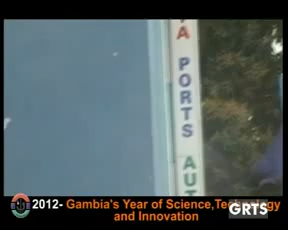 A
PORTS
AUT
2012- Gambia's Year of Science,Technology
and Innovation
GRTS